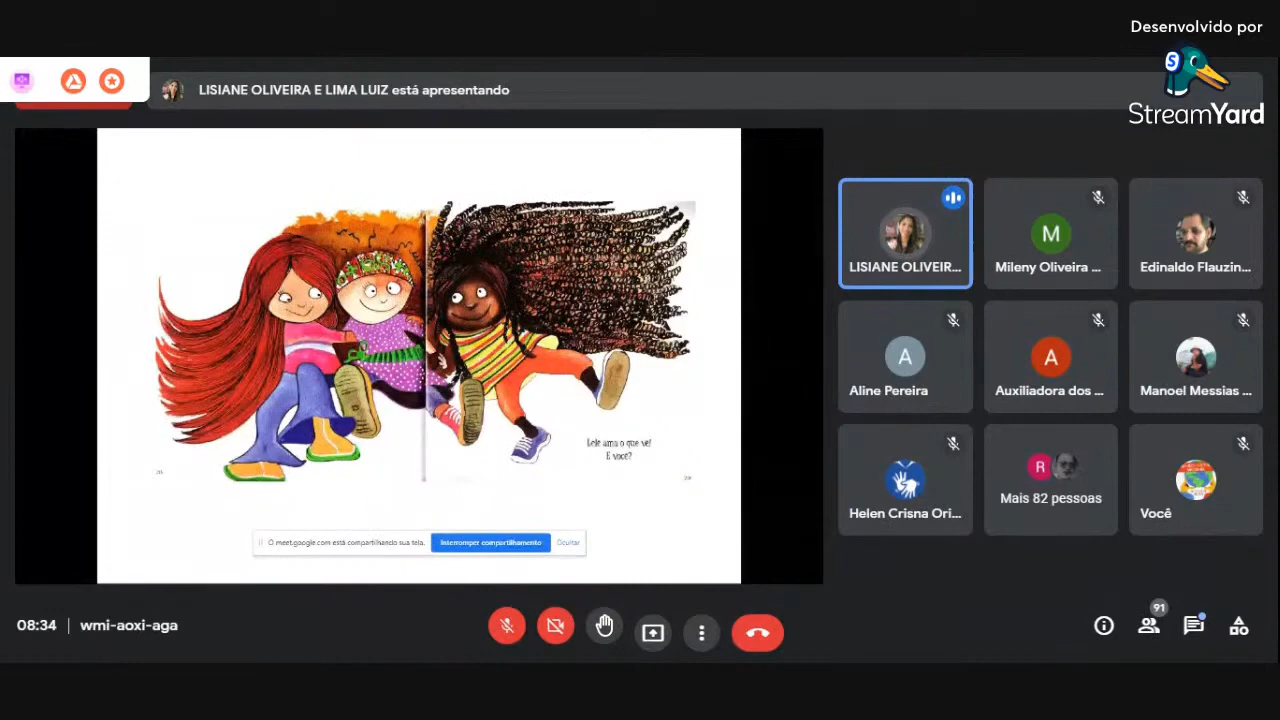 Desenvolvido por
StreamYard
LISIANE OLIVEIRA E LIMA LUIZ está apresentando
Lelê ama o que vê!
E você?
O meet.google.com está compartilhando sua tela.
Interromper compartilhamento
Ocultar
LISIANE OLIVEIR...
M
Mileny Oliveira ...
Edinaldo Flauzin...
A
Aline Pereira
A
Auxiliadora dos ...
Manoel Messias ...
Helen Crisna Ori...
R
Mais 82 pessoas
Você
08:34 | wmi-aoxi-aga
91